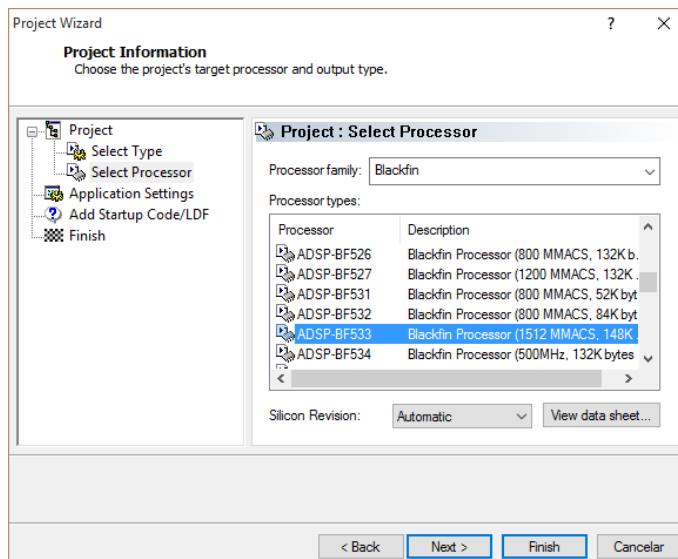 Project Wizard
Project Information
Choose the project's target processor and output type.
Project
Select Type
Select Processor
Application Settings
Add Startup Code/LDF
Finish
Project : Select Processor
Processor family: Blackfin
Processor types:
Processor Description
ADSP-BF526 Blackfin Processor (800 MMACS, 132K b.
ADSP-BF527 Blackfin Processor (1200 MMACS, 132K .
ADSP-BF531 Blackfin Processor (800 MMACS, 52K byt
ADSP-BF532 Blackfin Processor (800 MMACS, 84K byt
ADSP-BF533 Blackfin Processor (1512 MMACS, 148K .
ADSP-BF534 Blackfin Processor (500MHz, 132K bytes
Silicon Revision: Automatic View data sheet...
< Back Next > Finish Cancelar